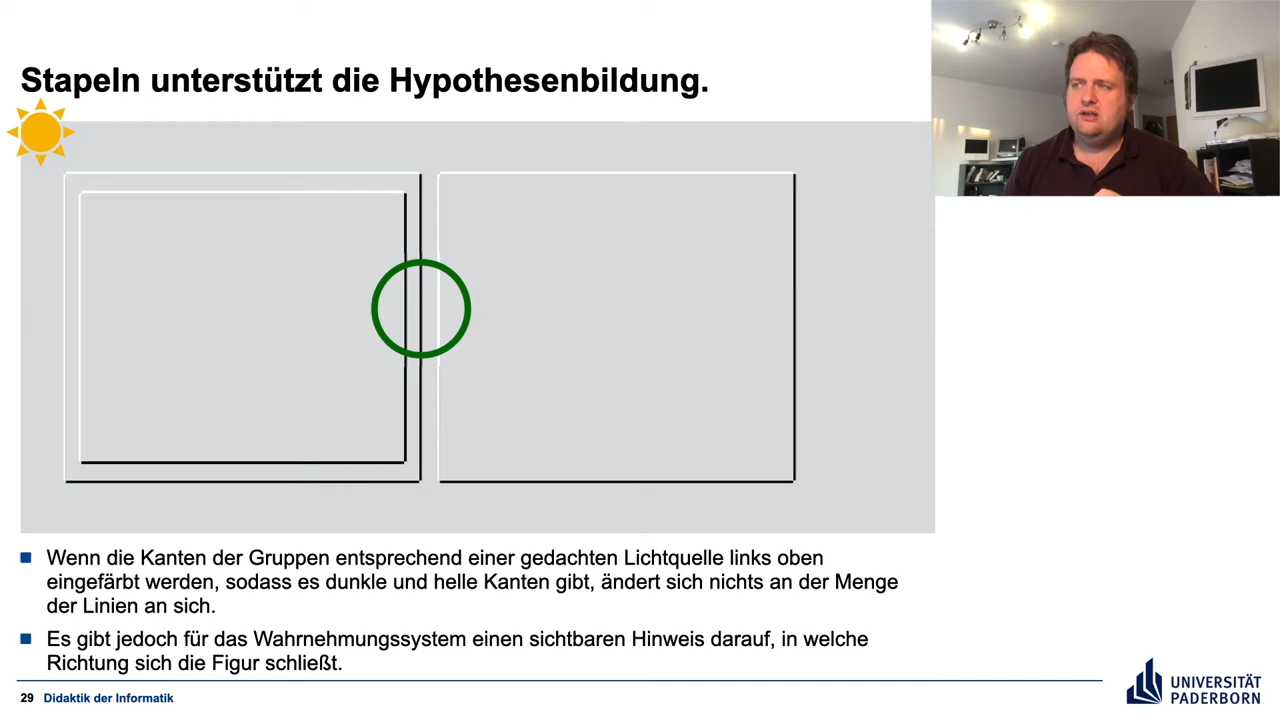 Stapeln unterstützt die Hypothesenbildung.
Wenn die Kanten der Gruppen entsprechend einer gedachten Lichtquelle links oben
eingefärbt werden, sodass es dunkle und helle Kanten gibt, ändert sich nichts an der Menge
der Linien an sich.
Es gibt jedoch für das Wahrnehmungssystem einen sichtbaren Hinweis darauf, in welche
Richtung sich die Figur schließt.
29 Didaktik der Informatik
UNIVERSITÄT
PADERBORN